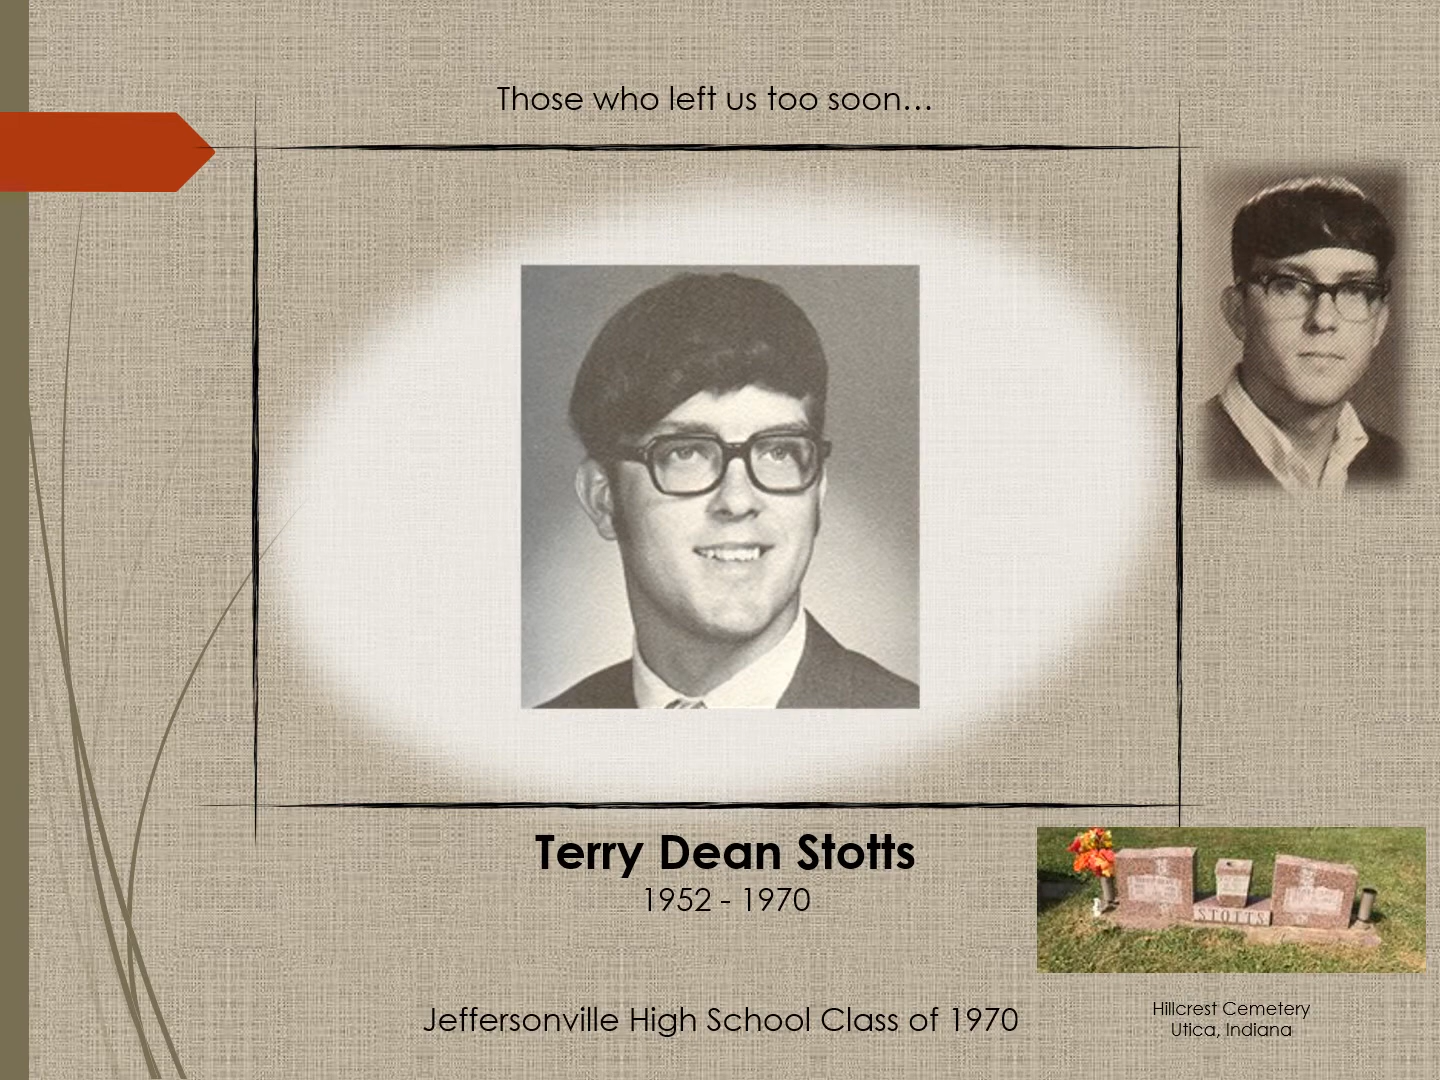 Those who left us too soon…
Terry Dean Stotts
1952 - 1970
STOTTS
Jeffersonville High School Class of 1970
Hillcrest Cemetery
Utica, Indiana